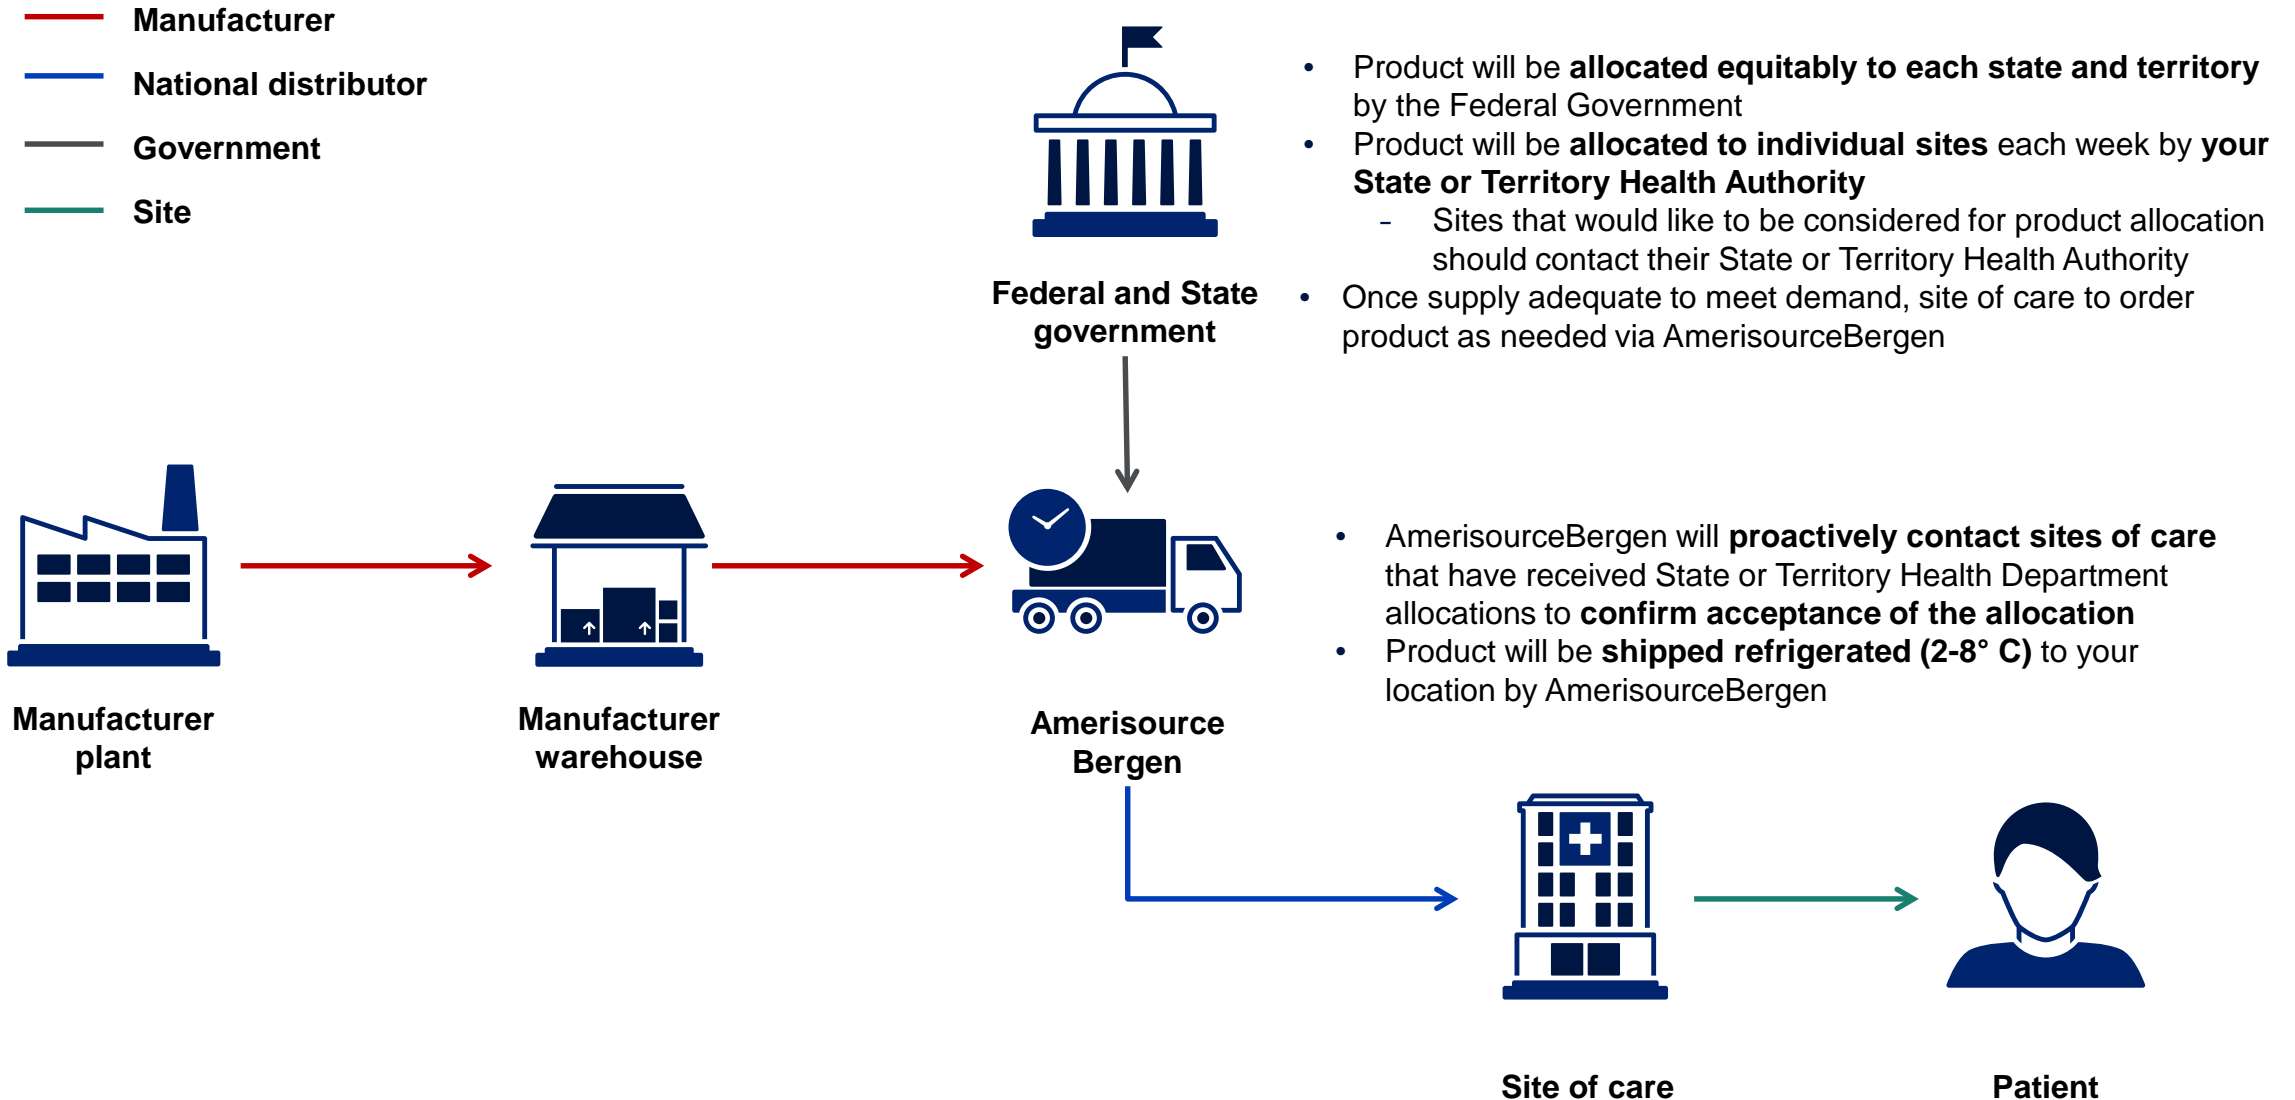 Manufacturer
National distributor
Government
Site
Federal and State
government
• Product will be allocated equitably to each state and territory
by the Federal Government
• Product will be allocated to individual sites each week by your
State or Territory Health Authority
- Sites that would like to be considered for product allocation
should contact their State or Territory Health Authority
• Once supply adequate to meet demand, site of care to order
product as needed via AmerisourceBergen
Manufacturer
plant
Manufacturer
warehouse
Amerisource
Bergen
• AmerisourceBergen will proactively contact sites of care
that have received State or Territory Health Department
allocations to confirm acceptance of the allocation
• Product will be shipped refrigerated (2-8° C) to your
location by AmerisourceBergen
Site of care
Patient